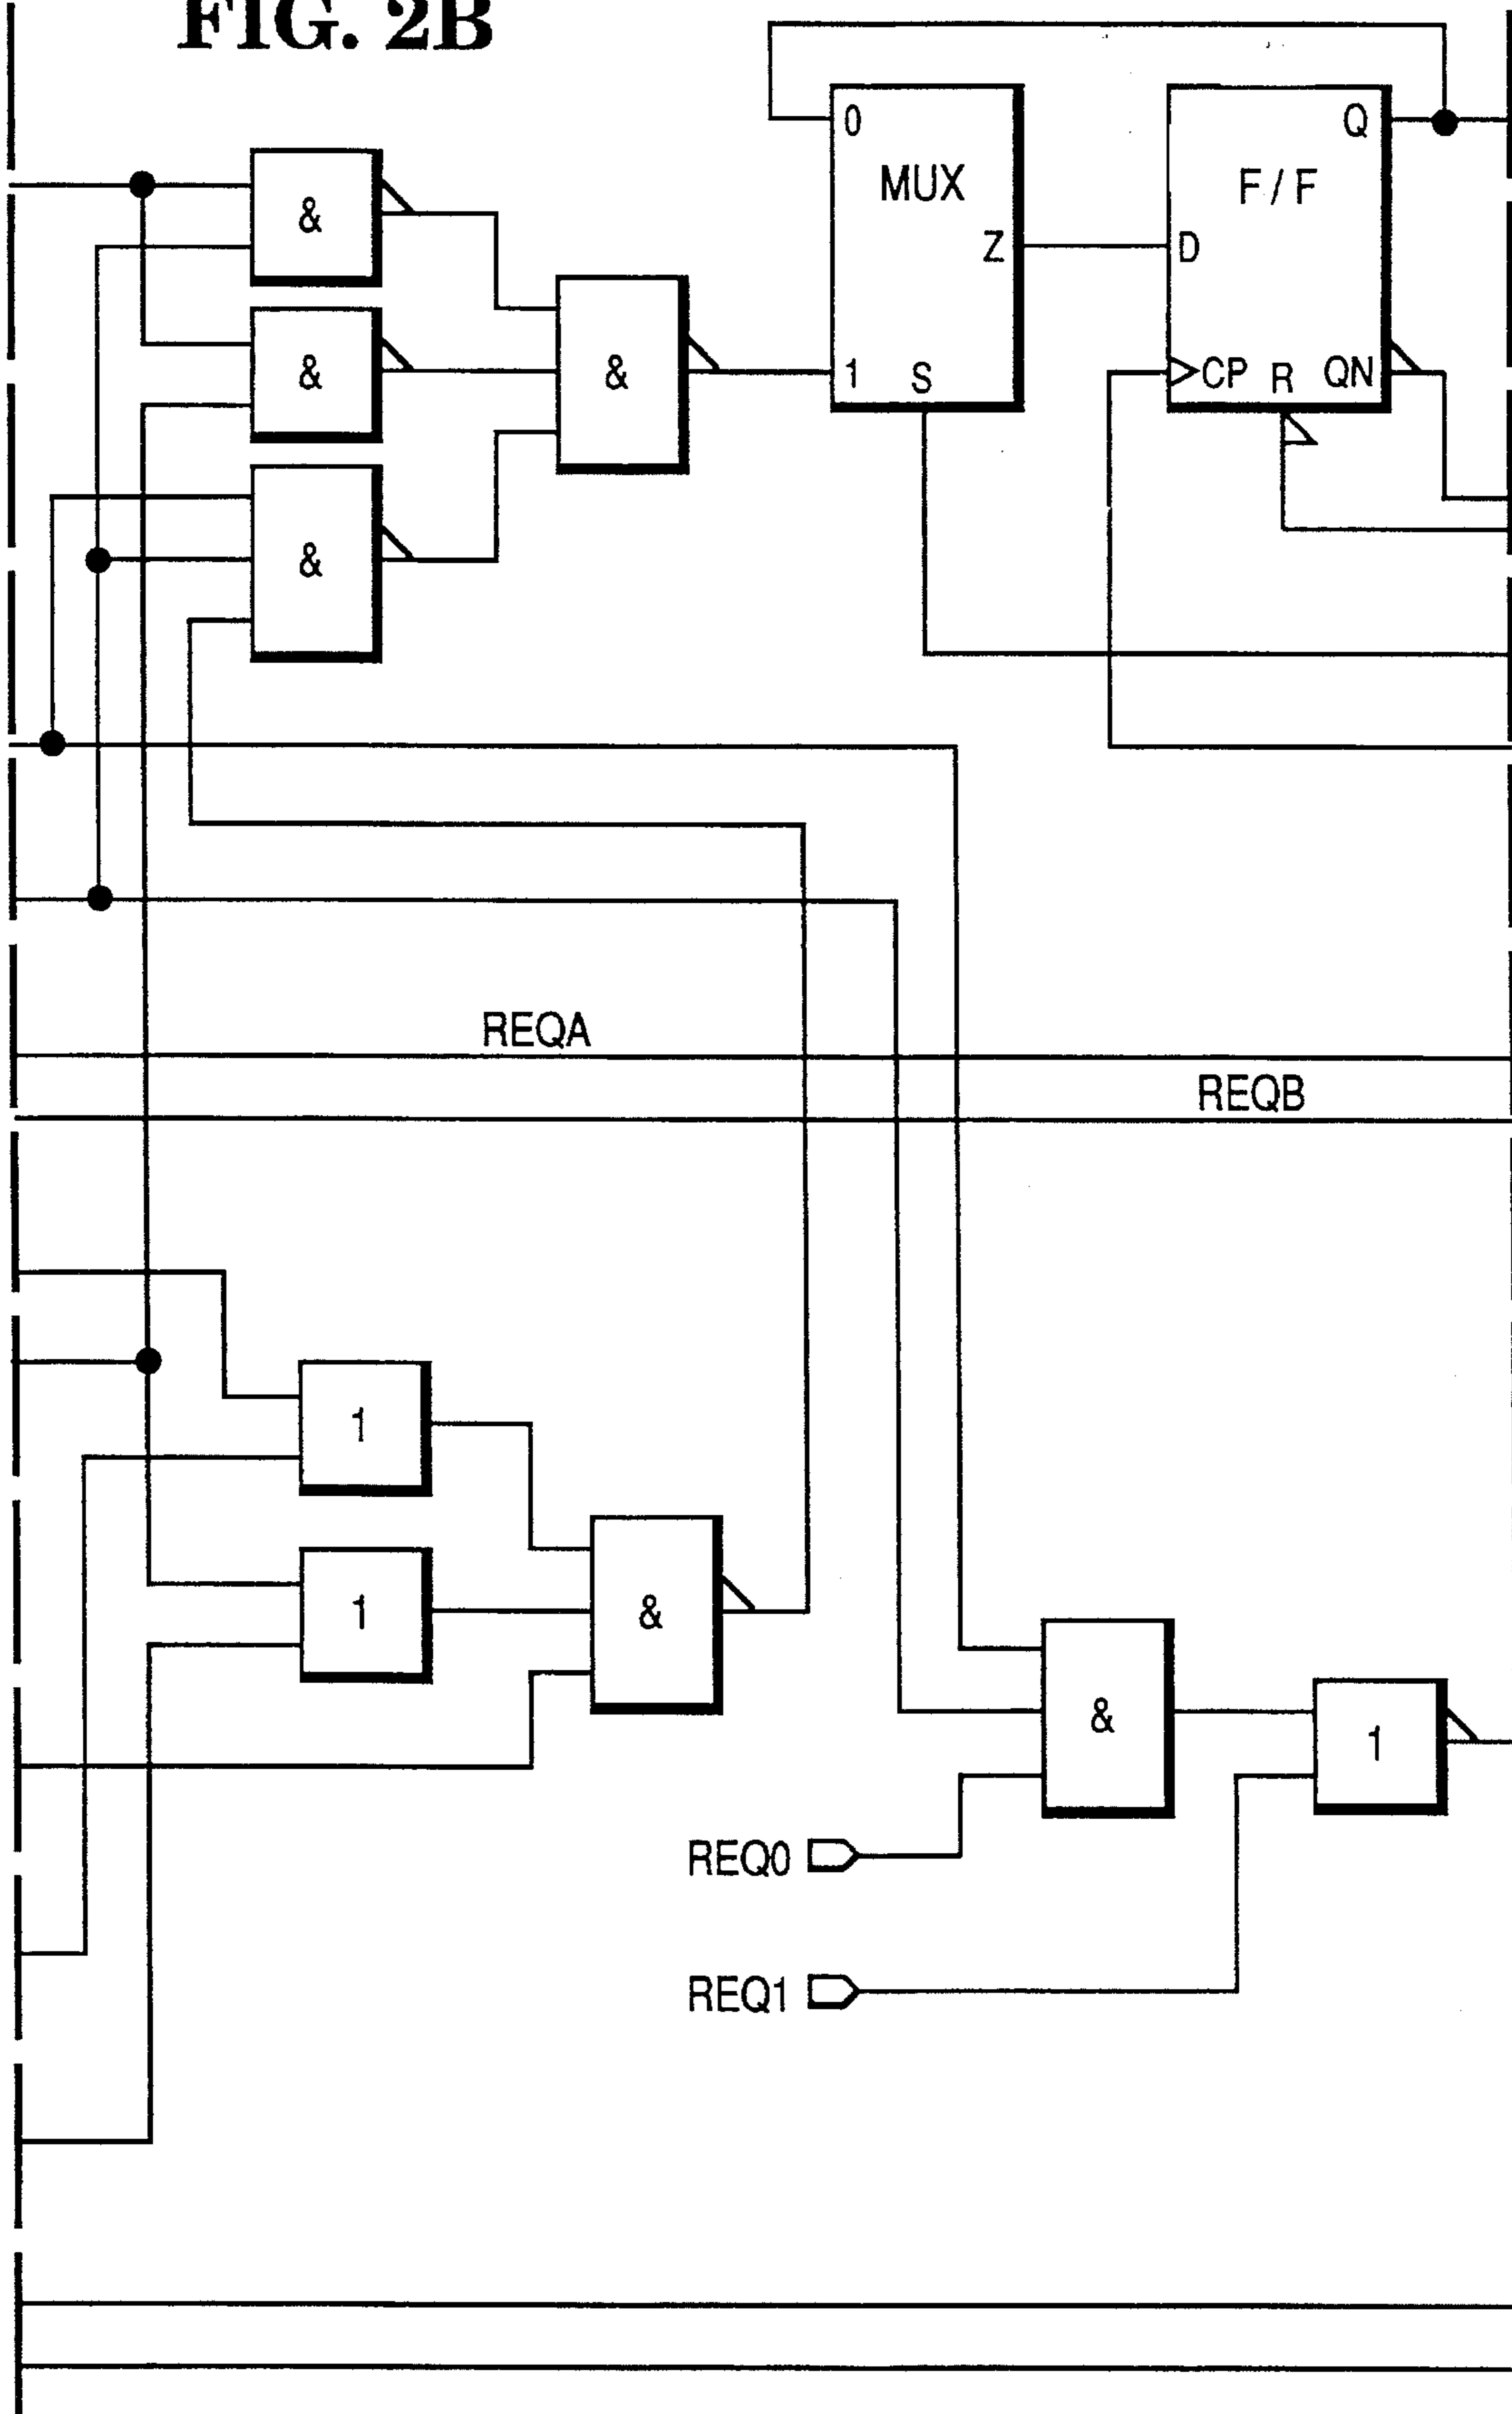 FIG. 2B
0
MUX
Z
1
S
Q
F/F
D
CP
R
QN
&
&
&
&
REQA
REQB
1
1
&
&
1
REQ0
REQ1